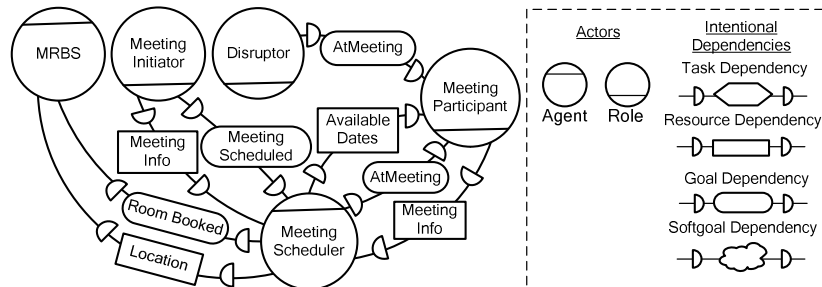 MRBS
Meeting
Initiator
Disruptor
AtMeeting
Meeting
Participant
Meeting
Info
Meeting
Scheduled
Available
Dates
AtMeeting
Room Booked
Meeting
Scheduler
Meeting
Info
Location
Actors
Agent
Role
Intentional
Dependencies
Task Dependency
Resource Dependency
Goal Dependency
Softgoal Dependency